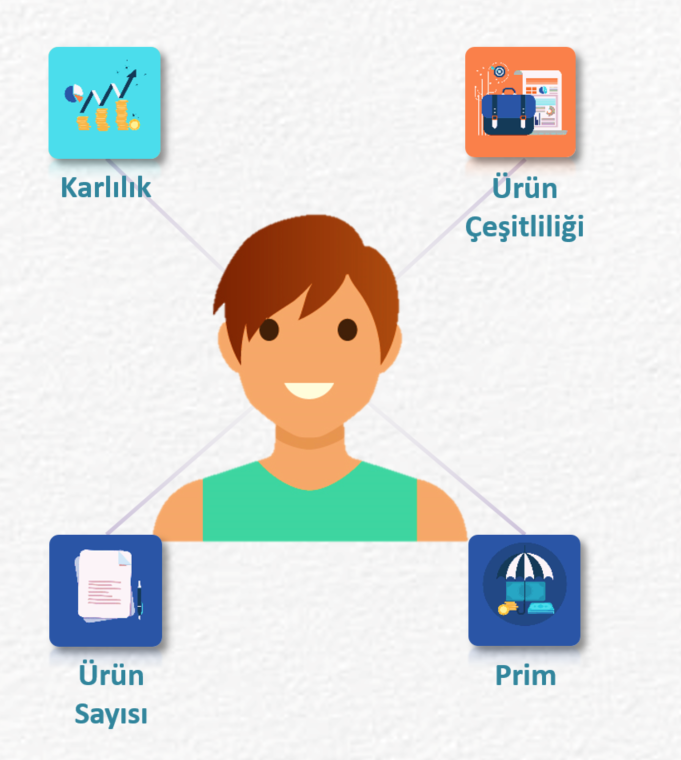 Karlılık
Ürün
Çeşitliliği
Ürün
Sayısı
Prim